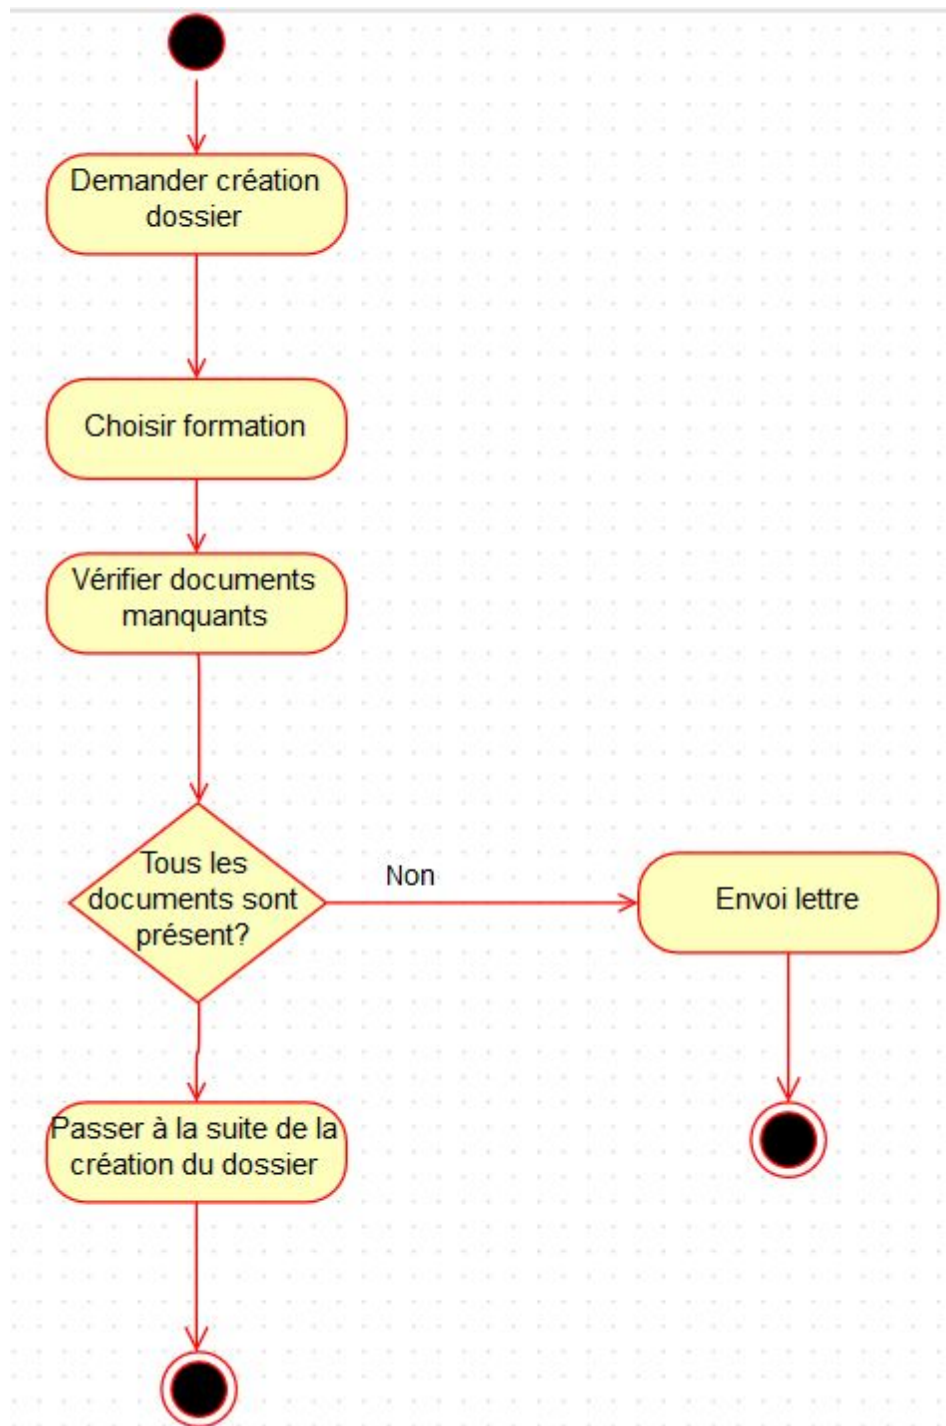 Demander création
dossier
Choisir formation
Vérifier documents
manquants
Tous les
documents sont
présent?
Non
Envoi lettre
Passer à la suite de la
création du dossier